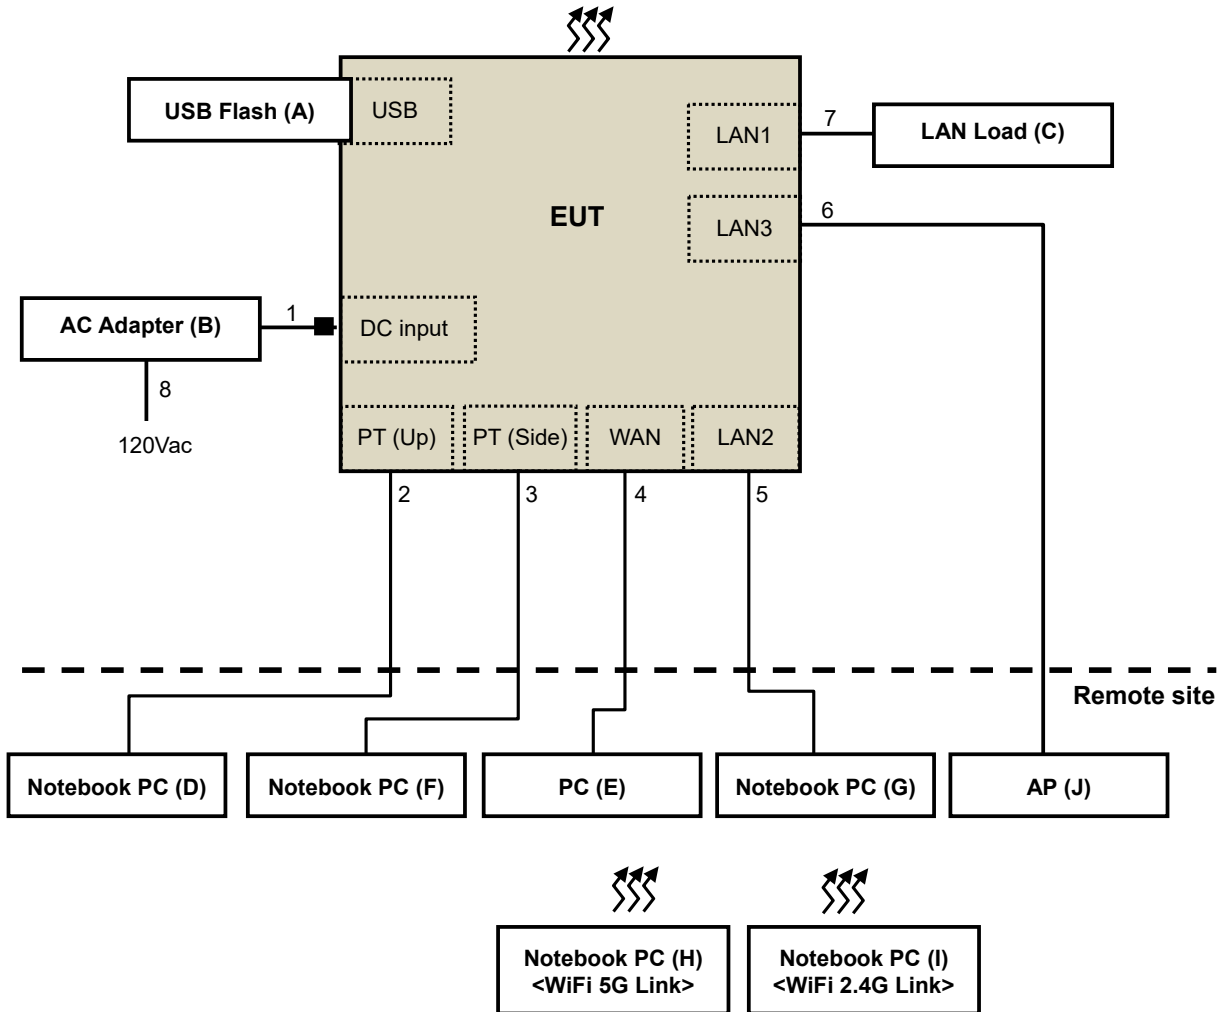 USB Flash (A)
USB
LAN1
7
LAN Load (C)
EUT
LAN3
6
AC Adapter (B)
1
DC input
8
120Vac
PT (Up)
PT (Side)
WAN
LAN2
2
3
4
5
Remote site
Notebook PC (D)
Notebook PC (F)
PC (E)
Notebook PC (G)
AP (J)
Notebook PC (H)
<WiFi 5G Link>
Notebook PC (I)
<WiFi 2.4G Link>